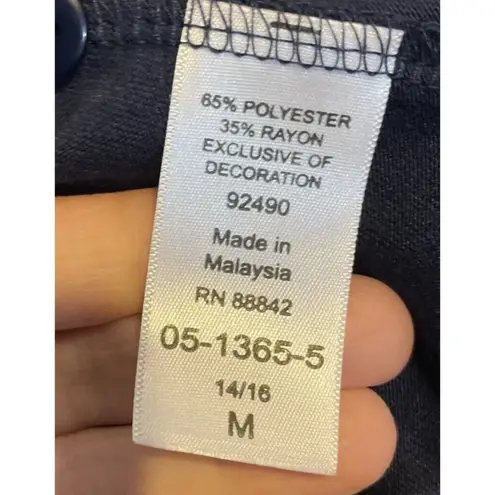 65% POLYESTER
35% RAYON
EXCLUSIVE OF
DECORATION
92490
Made in
Malaysia
RN 88842
05-1365-5
14/16
M